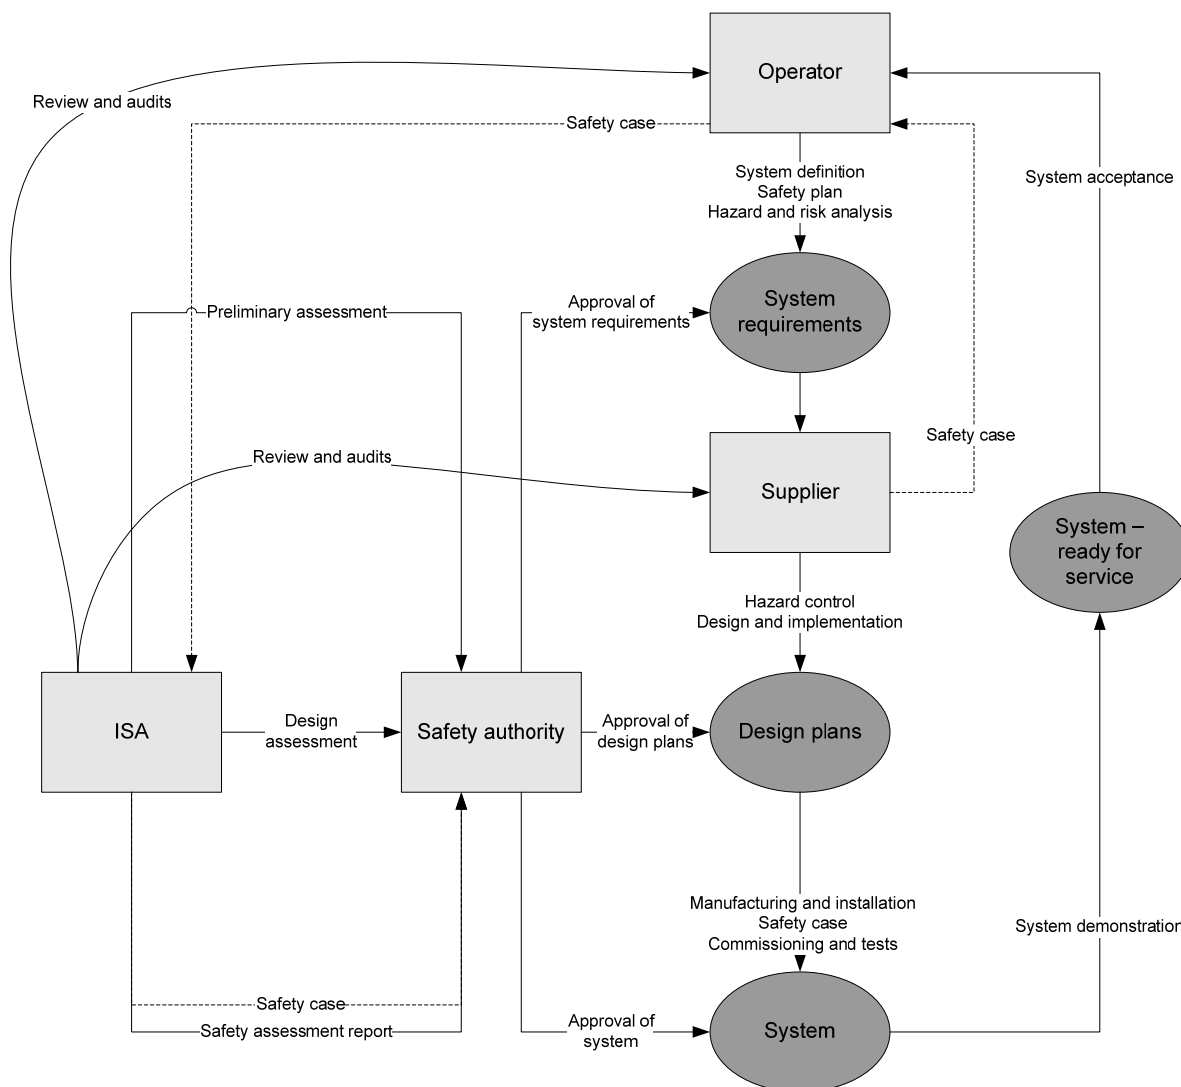 Operator
Review and audits
Safety case
System definition
Safety plan
Hazard and risk analysis
System acceptance
Preliminary assessment
Approval of
system requirements
System
requirements
Safety case
Review and audits
Supplier
System –
ready for
service
Hazard control
Design and implementation
ISA
Design
assessment
Safety authority
Approval of
design plans
Design plans
Manufacturing and installation
Safety case
Commissioning and tests
System demonstration
Safety case
Safety assessment report
Approval of
system
System